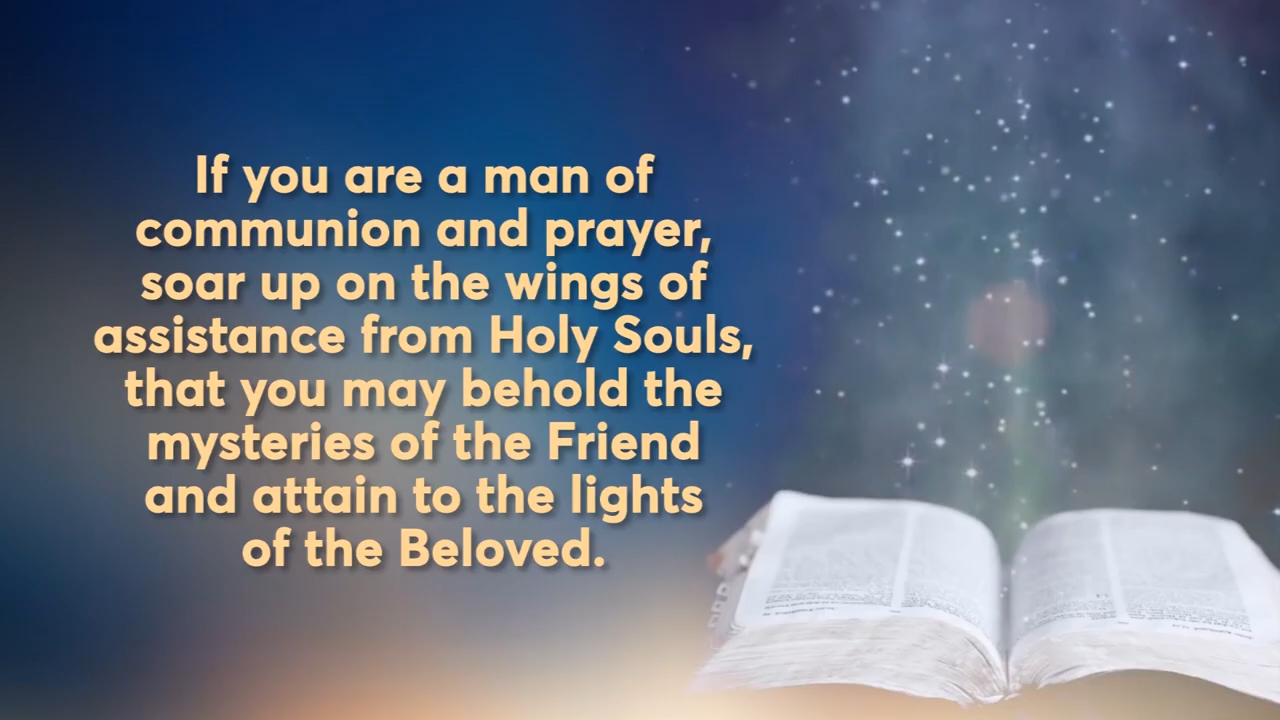 If you are a man of
communion and prayer,
soar up on the wings of
assistance from Holy Souls,
that you may behold the
mysteries of the Friend
and attain to the lights
of the Beloved.